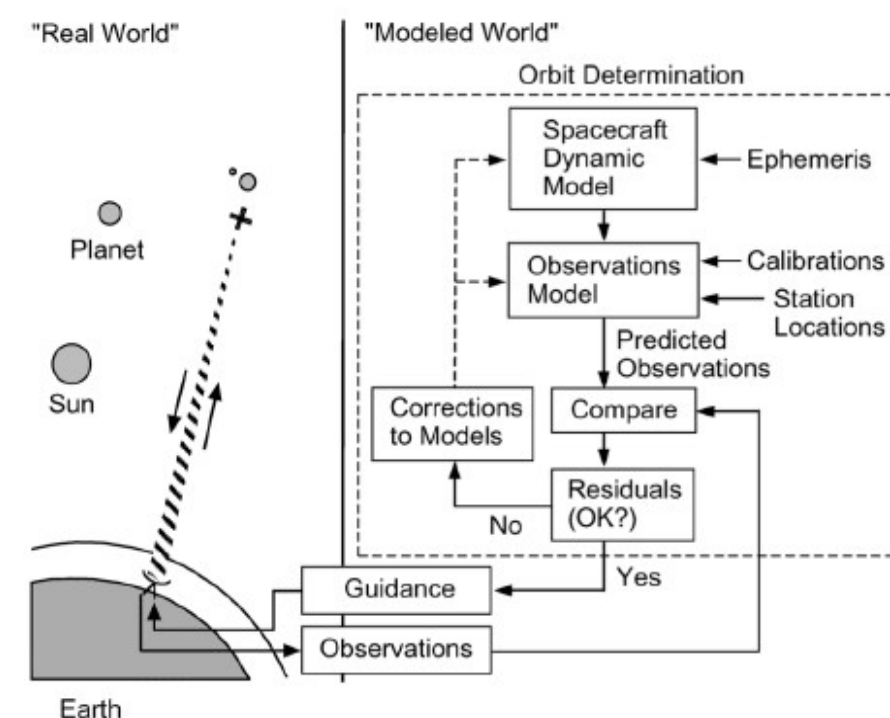 "Real World"
"Modeled World"
Orbit Determination
Spacecraft
Dynamic
Model
Ephemeris
Planet
Observations
Model
Calibrations
Station
Locations
Predicted
Observations
Sun
Corrections
to Models
Compare
Residuals
(OK?)
No
Yes
Guidance
Observations
Earth